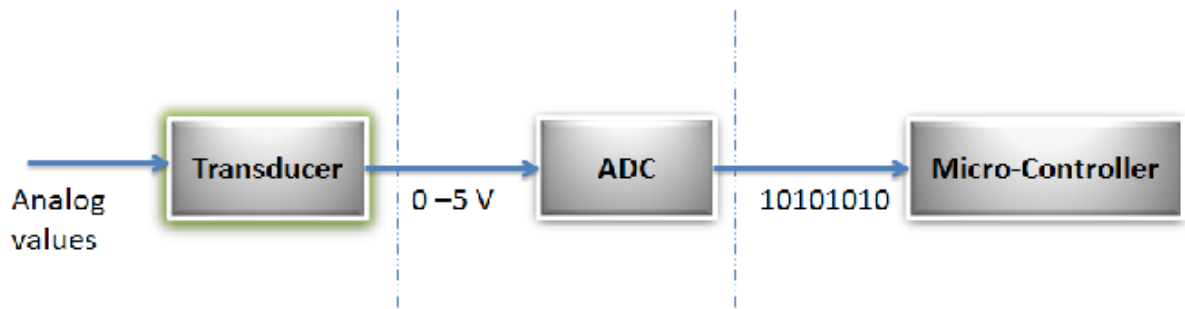 Analog
values
Transducer
0 –5 V
ADC
10101010
Micro-Controller